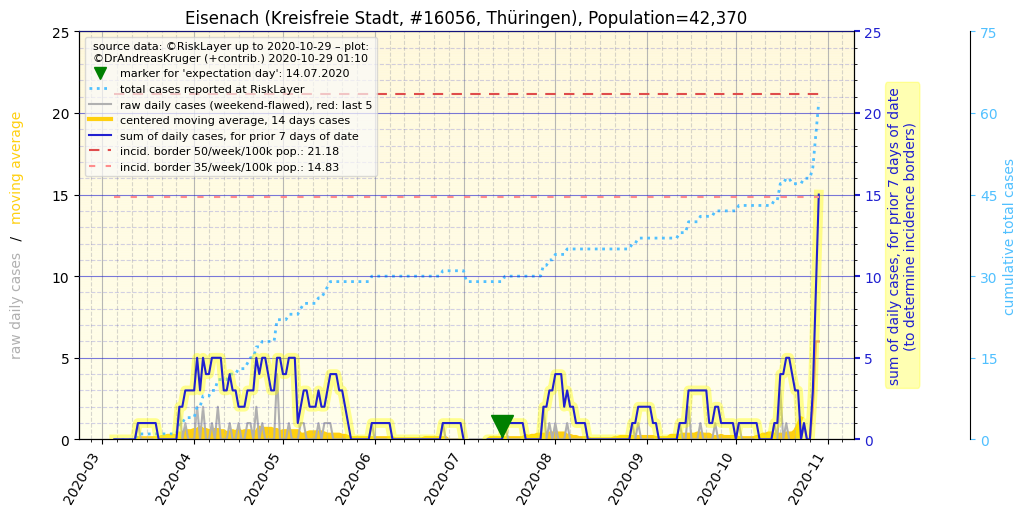 Eisenach (Kreisfreie Stadt, #16056, Thüringen), Population=42,370
source data: ©RiskLayer up to 2020-10-29 – plot:
©DrAndreasKruger (+contrib.) 2020-10-29 01:10
marker for 'expectation day': 14.07.2020
total cases reported at RiskLayer
raw daily cases (weekend-flawed), red: last 5
centered moving average, 14 days cases
sum of daily cases, for prior 7 days of date
incid. border 50/week/100k pop.: 21.18
incid. border 35/week/100k pop.: 14.83
raw daily cases / moving average
25
20
15
10
5
0
2020-03
2020-04
2020-05
2020-06
2020-07
2020-08
2020-09
2020-10
2020-11
25
20
15
10
5
0
sum of daily cases, for prior 7 days of date
(to determine incidence borders)
75
60
45
30
15
0
cumulative total cases